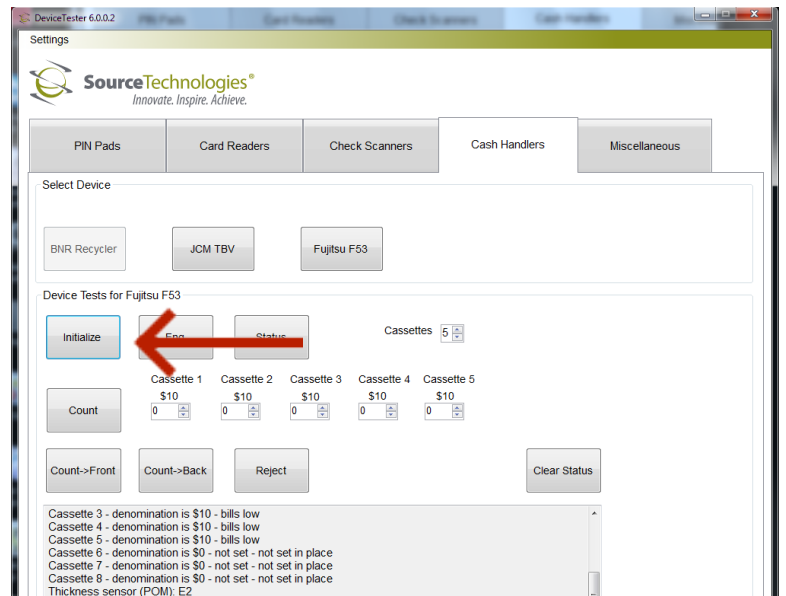 DeviceTester 6.0.0.2
Settings
SourceTechnologies®
Innovate. Inspire. Achieve.
PIN Pads Card Readers Check Scanners Cash Handlers Miscellaneous
Select Device
BNR Recycler JCM TBV Fujitsu F53
Device Tests for Fujitsu F53
Initialize Status Cassettes 5
Cassette 1 Cassette 2 Cassette 3 Cassette 4 Cassette 5
$10 $10 $10 $10 $10
Count 0 0 0 0 0
Count->Front Count->Back Reject Clear Status
Cassette 3 - denomination is $10 - bills low
Cassette 4 - denomination is $10 - bills low
Cassette 5 - denomination is $10 - bills low
Cassette 6 - denomination is $0 - not set - not set in place
Cassette 7 - denomination is $0 - not set - not set in place
Cassette 8 - denomination is $0 - not set - not set in place
Thickness sensor (POM): E2